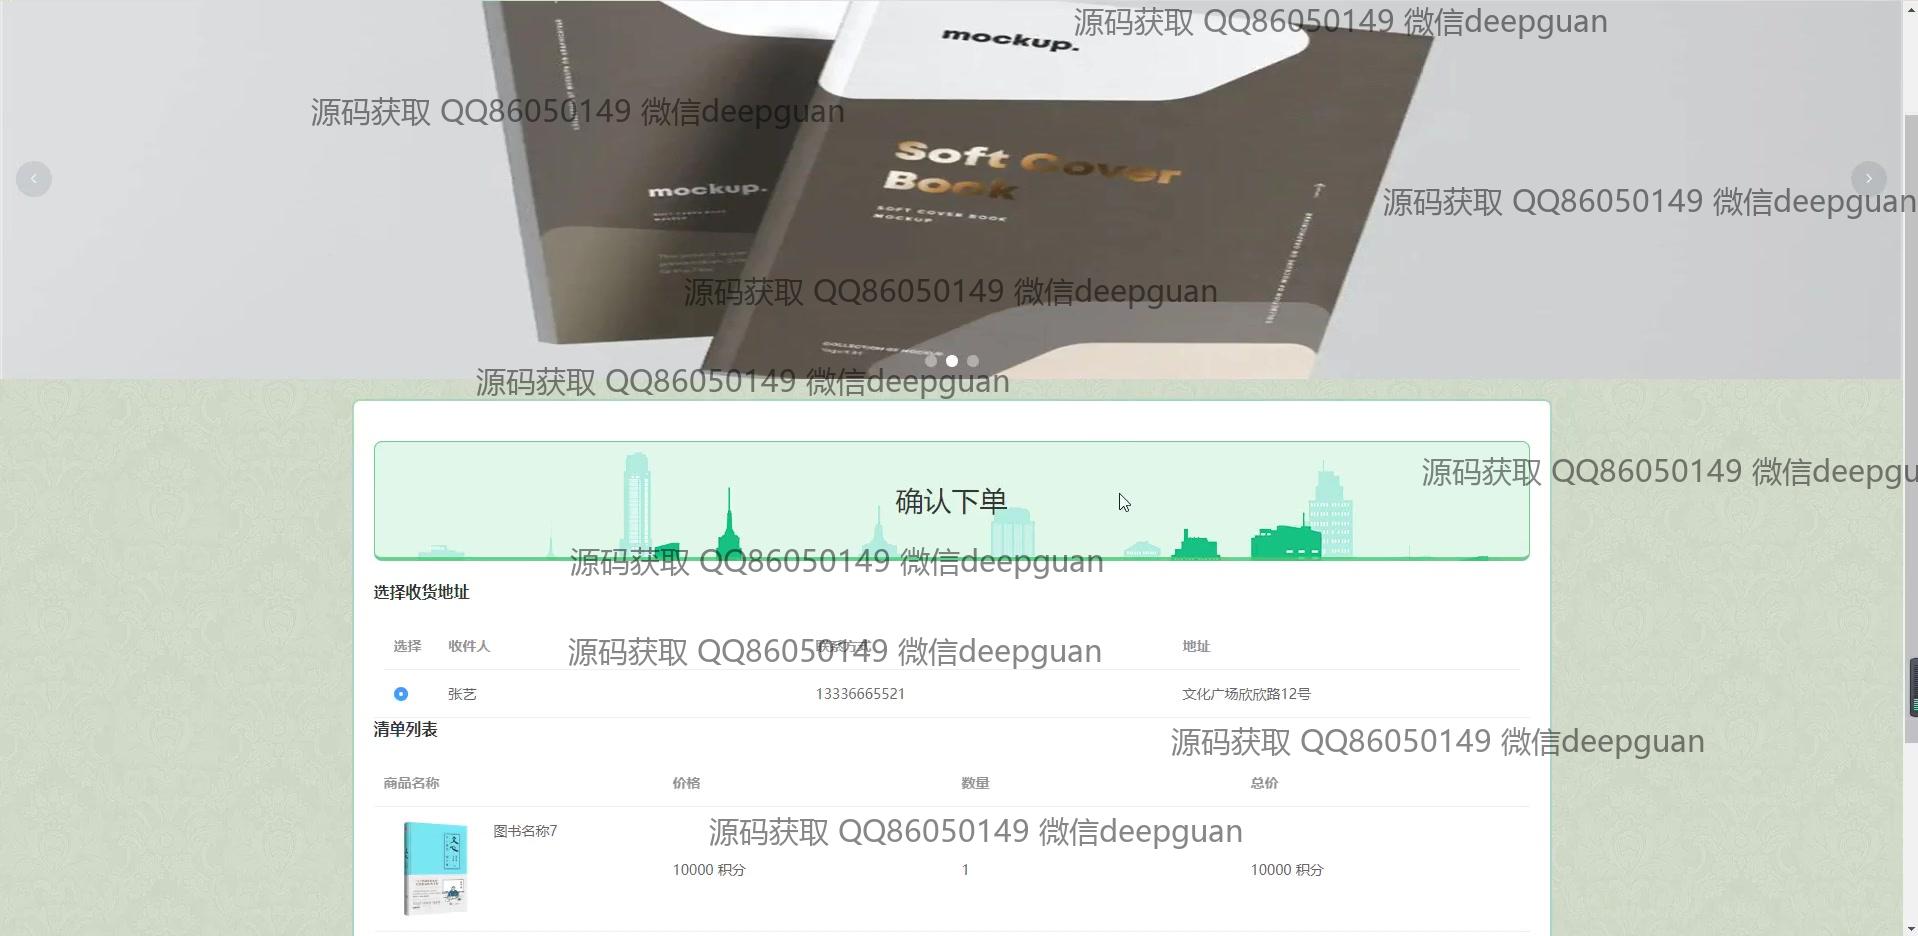 源码获取 QQ86050149 微信deepguan
mockup.
源码获取 QQ86050149 微信deepguan
Soft Cover
Book
mockup.
源码获取 QQ86050149 微信deepguan
SOFT COVER BOOK
MOCKUP
源码获取 QQ86050149 微信deepguan
源码获取 QQ86050149 微信deepguan
源码获取 QQ86050149 微信deepgu
确认下单
源码获取 QQ86050149 微信deepguan
选择收货地址
选择 收件人 联系方式 地址
源码获取 QQ86050149 微信deepguan
张艺 13336665521 文化广场欣欣路12号
清单列表
源码获取 QQ86050149 微信deepguan
商品名称 价格 数量 总价
图书名称7
源码获取 QQ86050149 微信deepguan
10000 积分 1 10000 积分